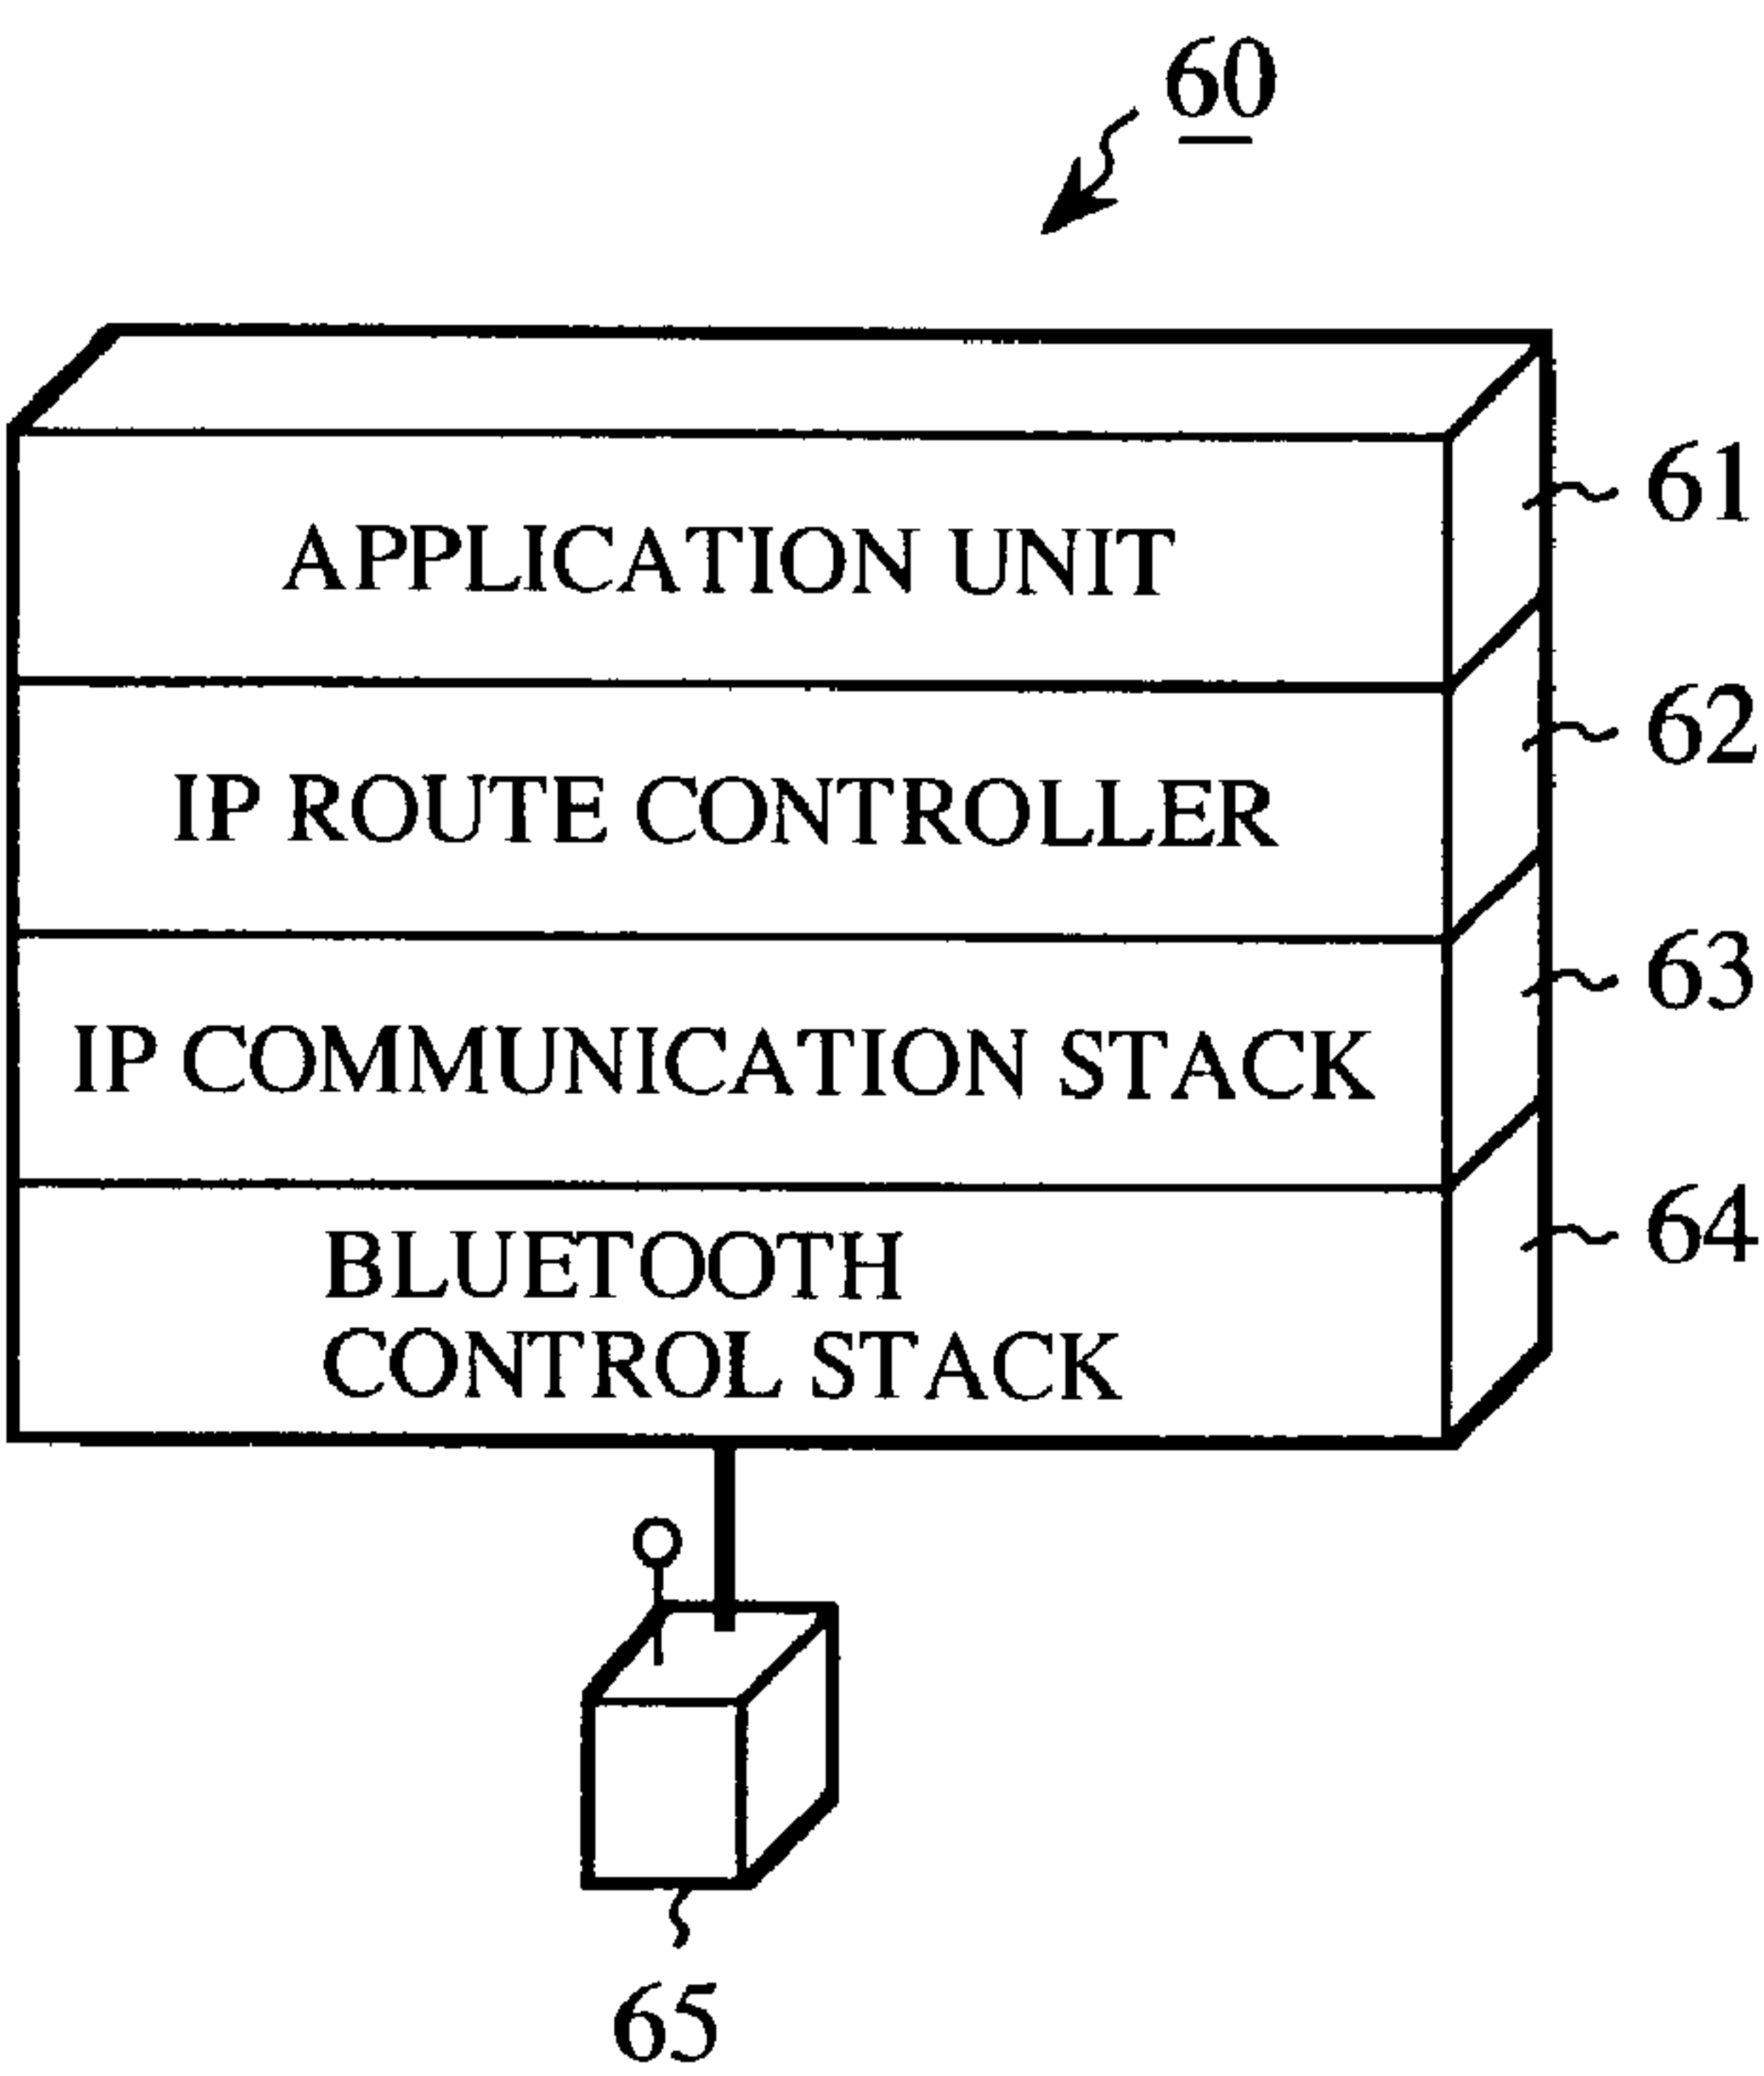 60
APPLICATION UNIT
61
IP ROUTE CONTROLLER
62
IP COMMUNICATION STACK
63
BLUETOOTH
CONTROL STACK
64
65